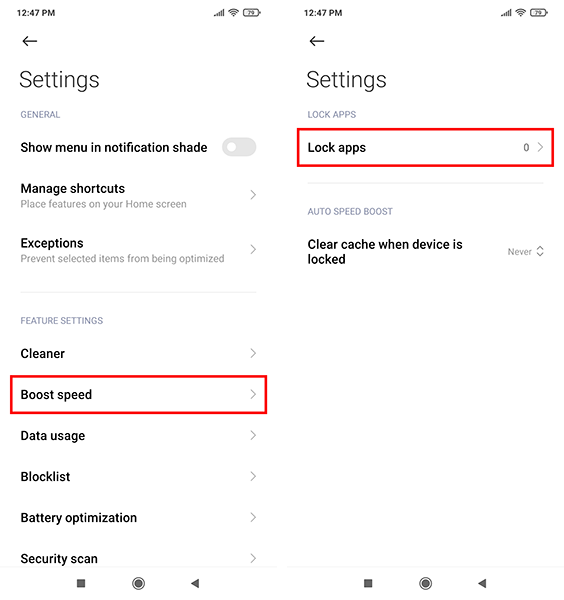 12:47 PM
79
Settings
GENERAL
Show menu in notification shade
Manage shortcuts
Place features on your Home screen
Exceptions
Prevent selected items from being optimized
FEATURE SETTINGS
Cleaner
Boost speed
Data usage
Blocklist
Battery optimization
Security scan
12:47 PM
79
Settings
LOCK APPS
Lock apps
0
AUTO SPEED BOOST
Clear cache when device is
locked
Never